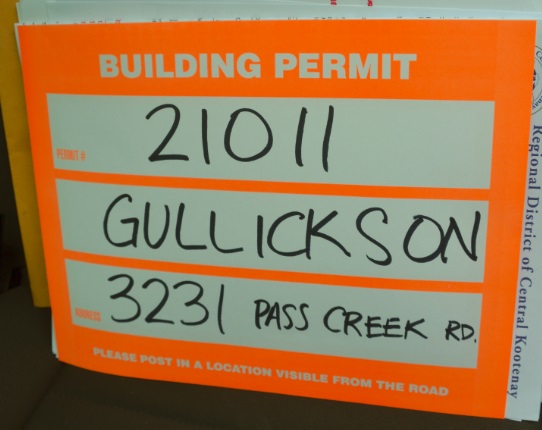 BUILDING PERMIT
PERMIT #
21011
GULLICKSON
ADDRESS
3231 PASS CREEK RD.
PLEASE POST IN A LOCATION VISIBLE FROM THE ROAD
Regional District of Central Kootenay